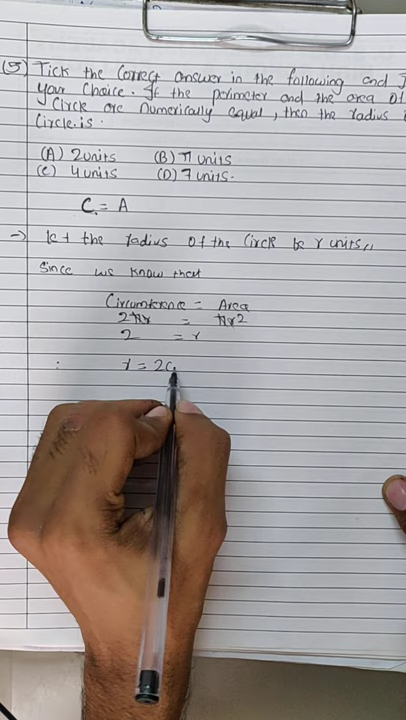 (5) Tick the Correct answer in the following and J
your Choice. If the perimeter and the area Of
Circle are Numerically equal, then the radius
Circle is.
(A) 2units (B) π units
(C) 4units (D) 7 units.
C = A
→ let the radius Of the Circle be r units,,
Since we know that
Circumference = Area
2πr = πr2
2 = r
: r = 2